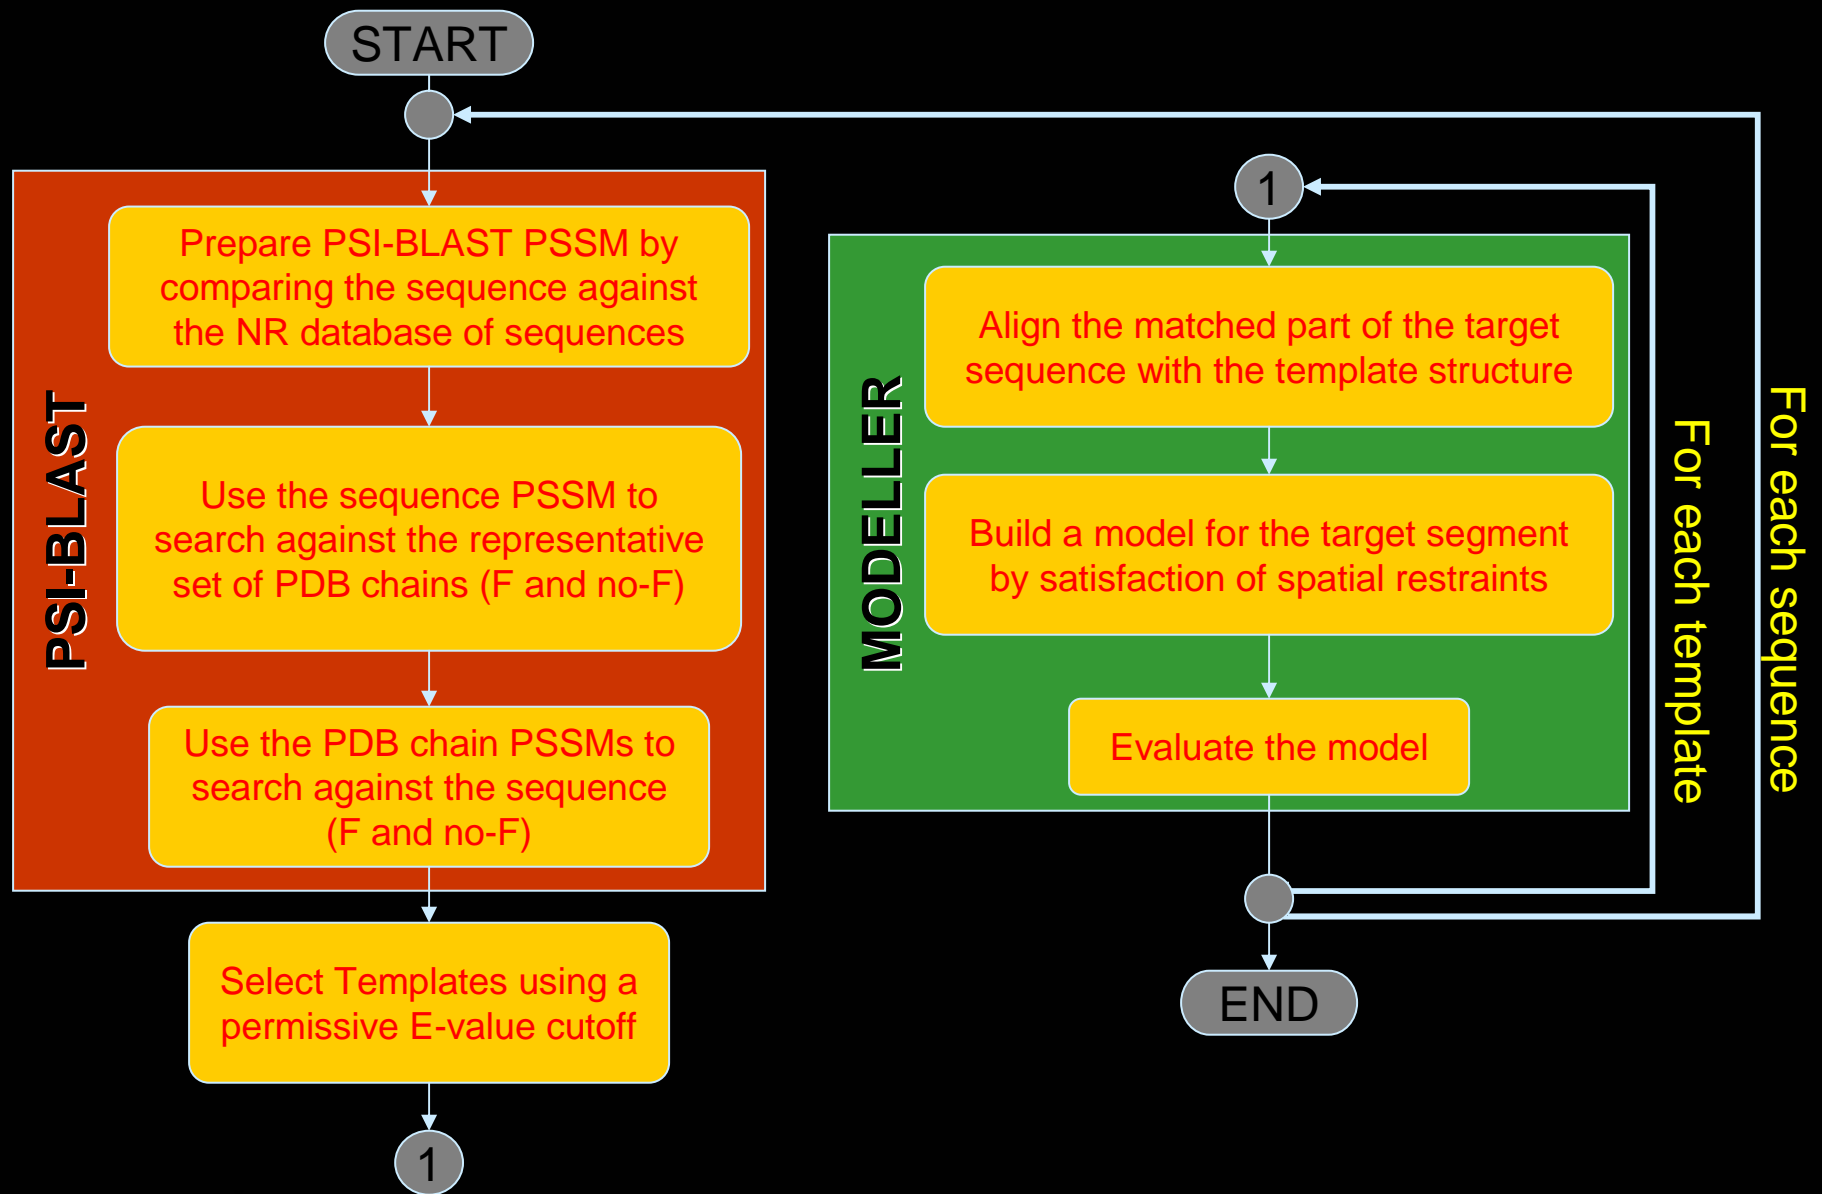 START
PSI-BLAST
Prepare PSI-BLAST PSSM by
comparing the sequence against
the NR database of sequences
Use the sequence PSSM to
search against the representative
set of PDB chains (F and no-F)
Use the PDB chain PSSMs to
search against the sequence
(F and no-F)
Select Templates using a
permissive E-value cutoff
1
1
MODELLER
Align the matched part of the target
sequence with the template structure
Build a model for the target segment
by satisfaction of spatial restraints
Evaluate the model
END
For each template
For each sequence